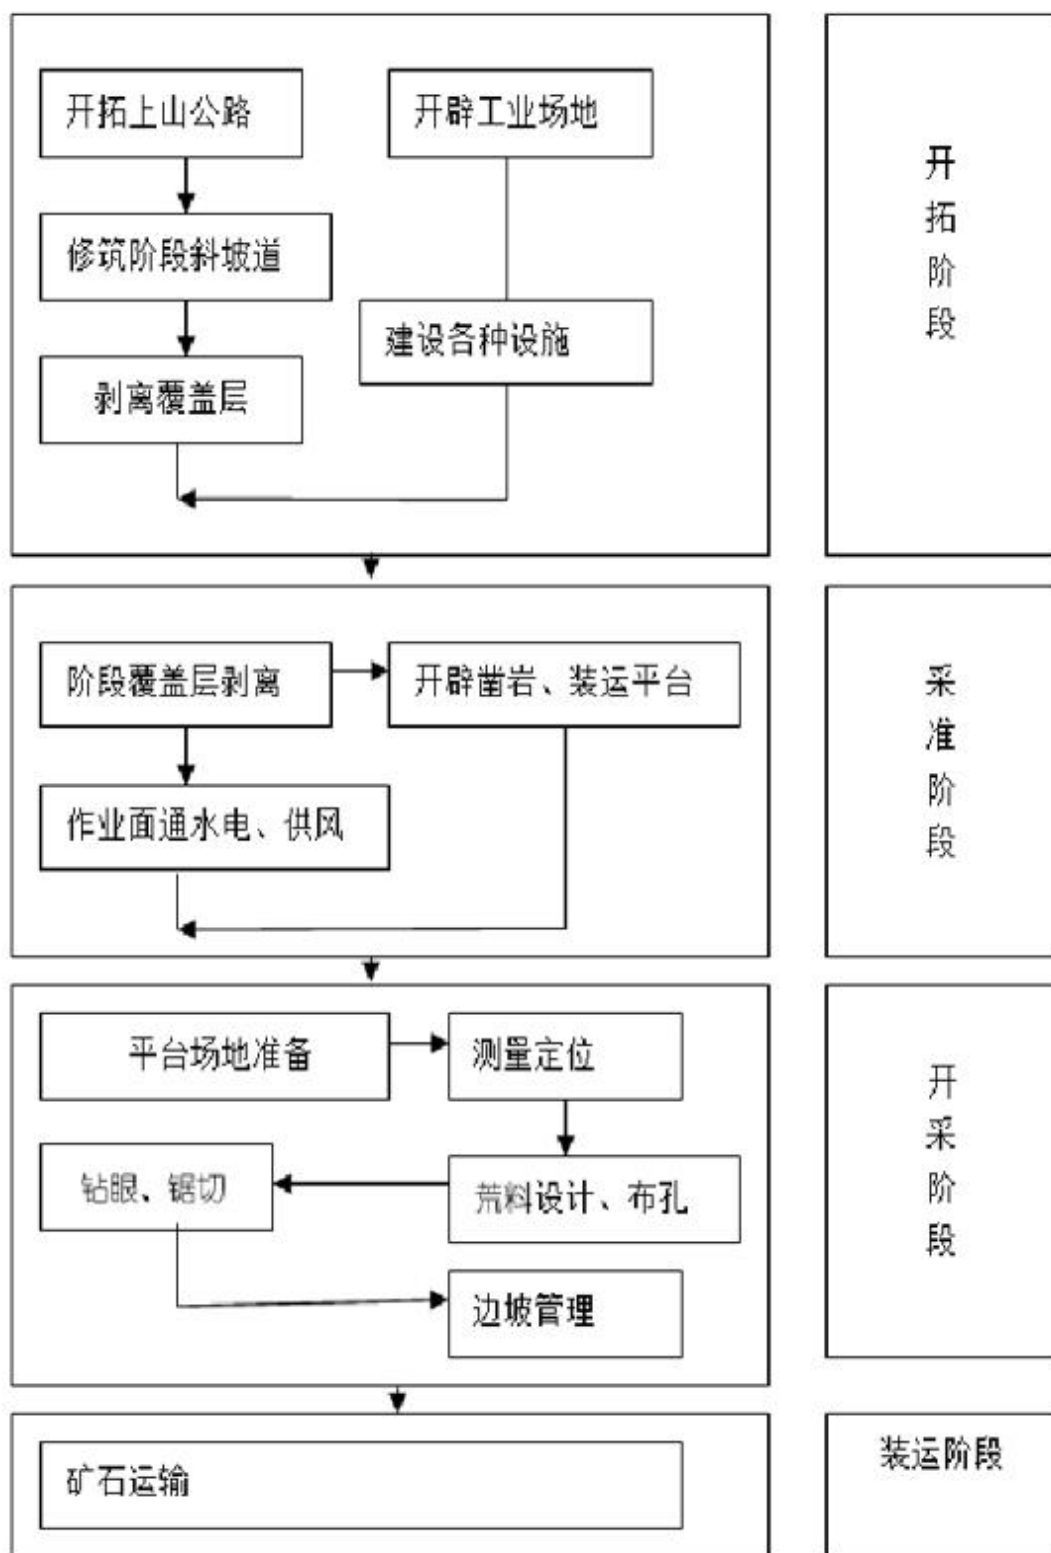 开拓上山公路
开辟工业场地
修筑阶段斜坡道
建设各种设施
剥离覆盖层
开拓阶段
阶段覆盖层剥离
开辟凿岩、装运平台
作业面通水电、供风
采准阶段
平台场地准备
测量定位
钻眼、锯切
荒料设计、布孔
边坡管理
开采阶段
矿石运输
装运阶段